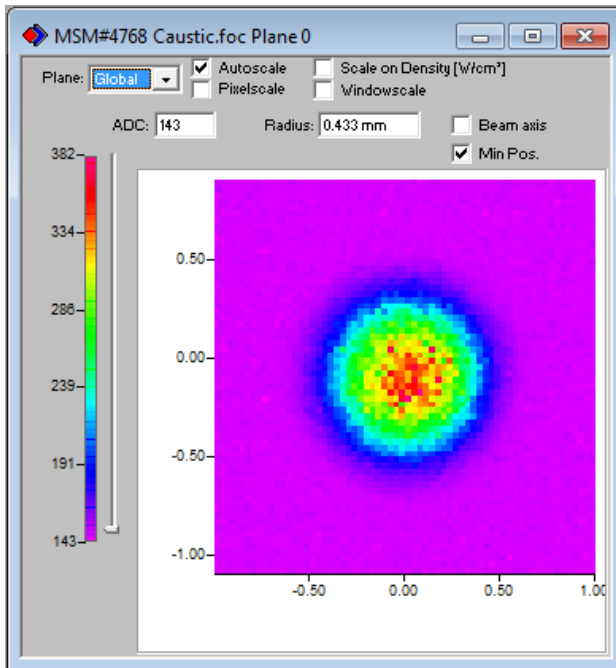 MSM#4768 Caustic.foc Plane 0
Plane: Global
Autoscale
Scale on Density [W/cm³]
Pixelscale
Windowscale
ADC: 143
Radius: 0.433 mm
Beam axis
Min Pos.
382
334
286
239
191
143
0.50
0.00
-0.50
-1.00
-0.50 0.00 0.50 1.00